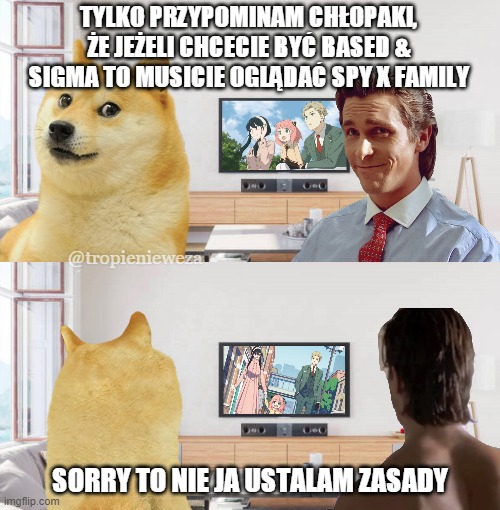 TYLKO PRZYPOMINAM CHŁOPAKI,
ŻE JEŻELI CHCECIE BYĆ BASED &
SIGMA TO MUSICIE OGLĄDAĆ SPY X FAMILY
@tropienieweza
SORRY TO NIE JA USTALAM ZASADY
imgflip.com